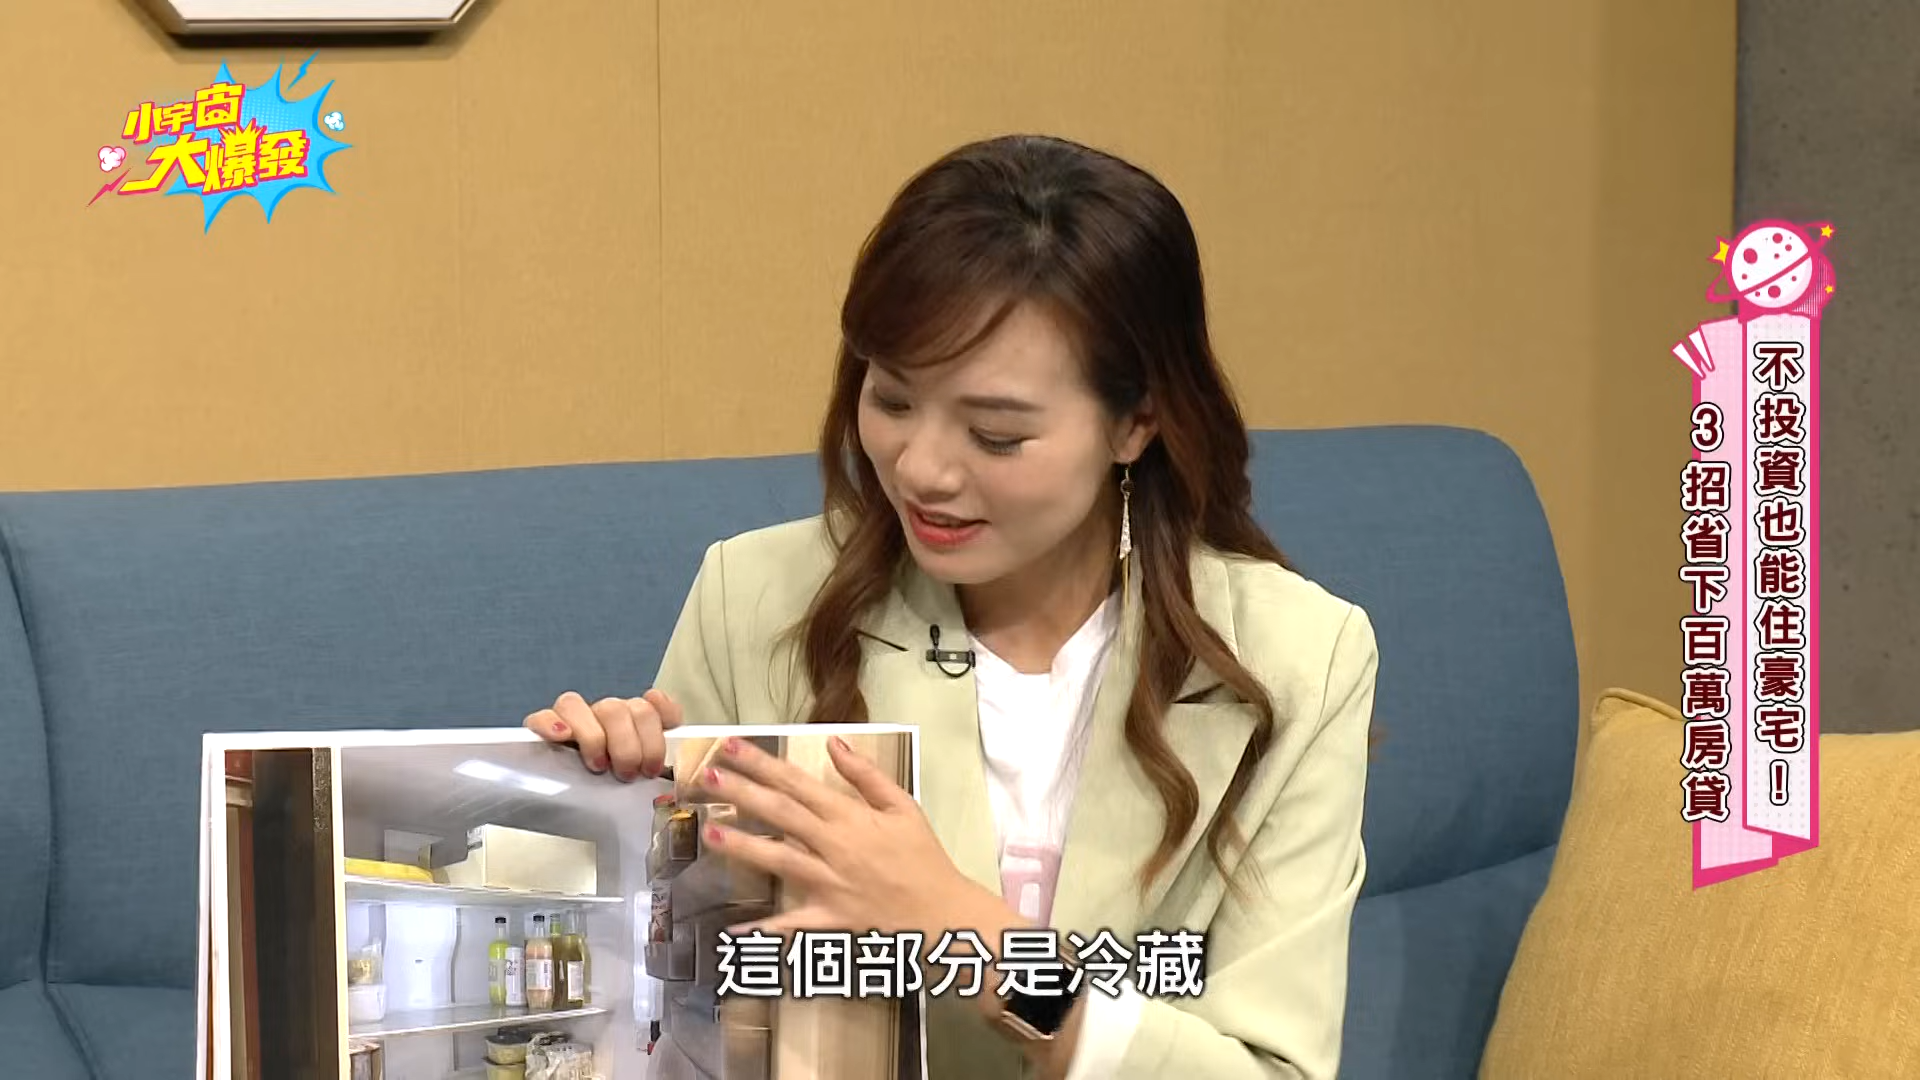 小宇宙
大爆發
不投資也能住豪宅！
3招省下百萬房貸
這個部分是冷藏